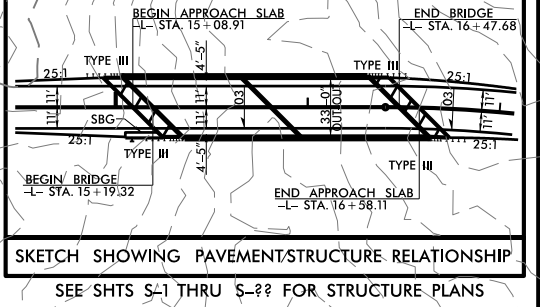 BEGIN APPROACH SLAB
-L- STA. 15+08.91
END BRIDGE
-L- STA. 16+47.68
TYPE III
4'-5"
TYPE III
25:1
25:1
11'
11'
11'
11'
.03
33'-0"
OUT-OUT
.03
11'
11'
SBG
25:1
25:1
TYPE III
4'-5"
TYPE III
BEGIN BRIDGE
-L- STA. 15+19.32
END APPROACH SLAB
-L- STA. 16+58.11
SKETCH SHOWING PAVEMENT/STRUCTURE RELATIONSHIP
SEE SHTS S-1 THRU S-?? FOR STRUCTURE PLANS